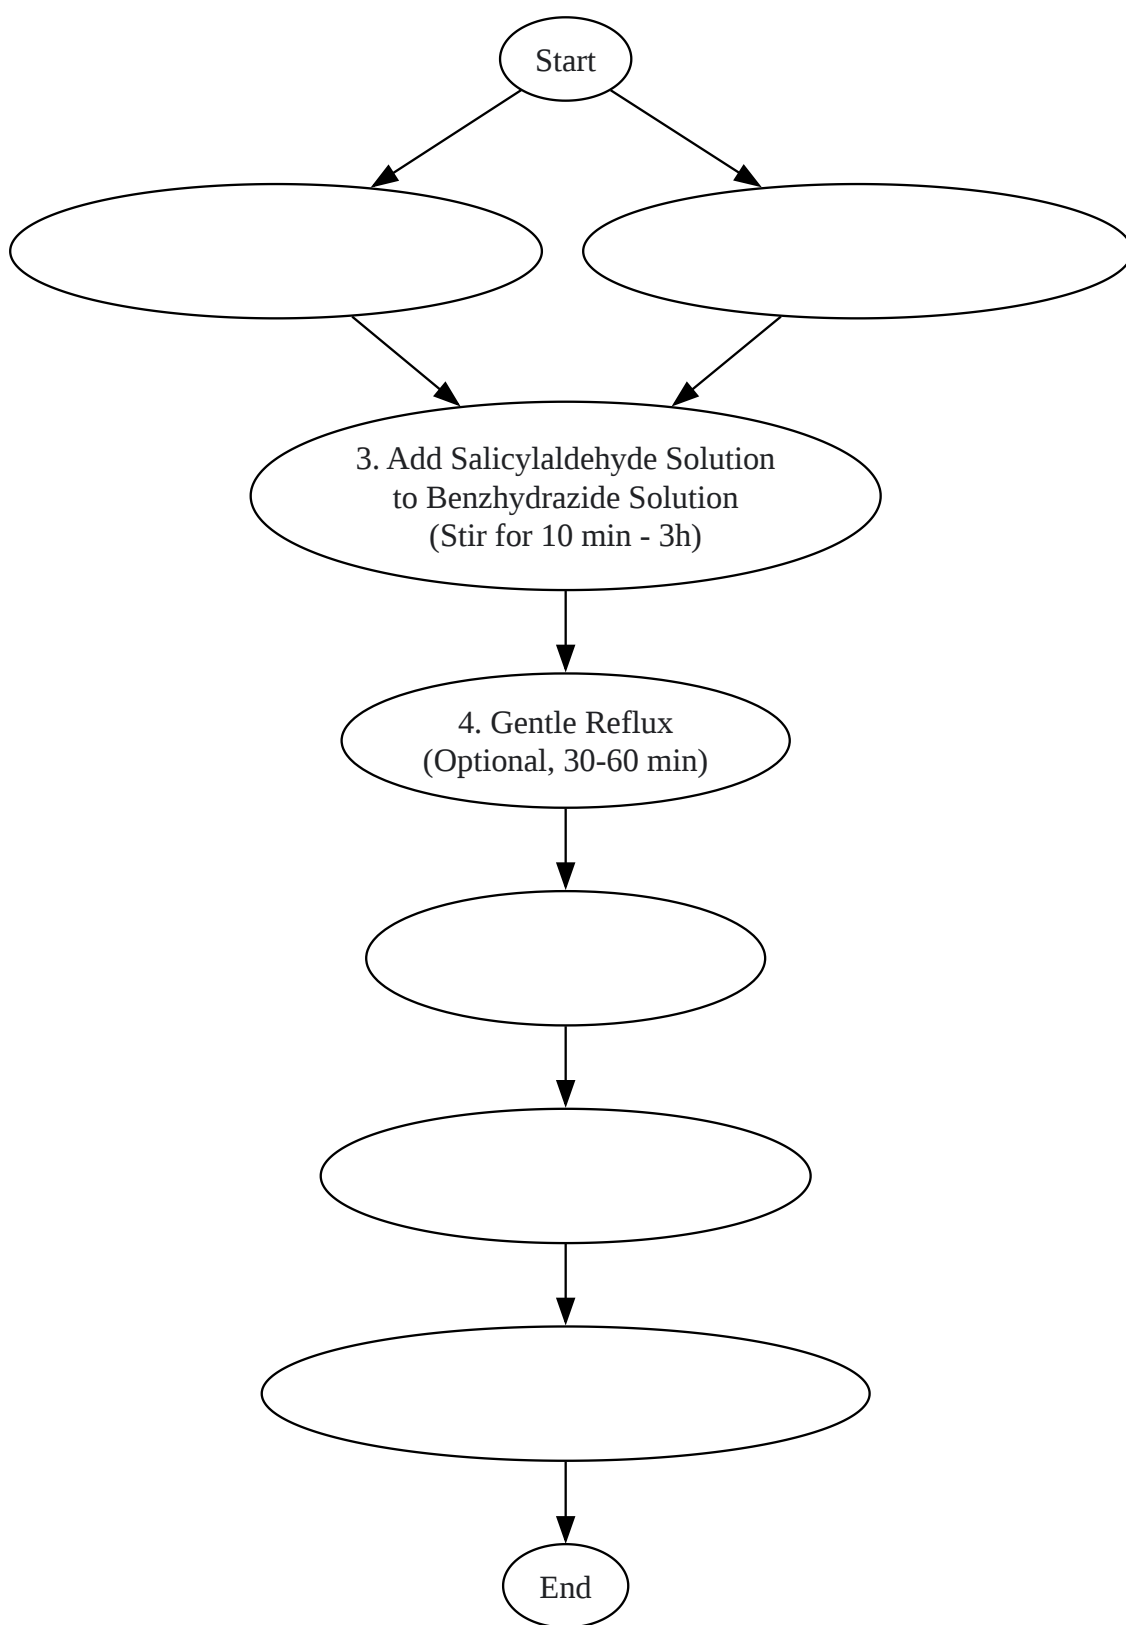 Start
3. Add Salicylaldehyde Solution
to Benzhydrazide Solution
(Stir for 10 min - 3h)
4. Gentle Reflux
(Optional, 30-60 min)
End